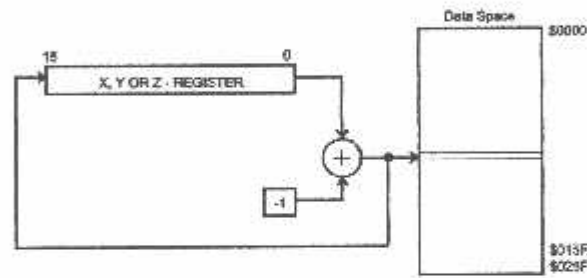 Data Space
$0000
15
0
X, Y OR Z - REGISTER
-1
+
$015F
$025F